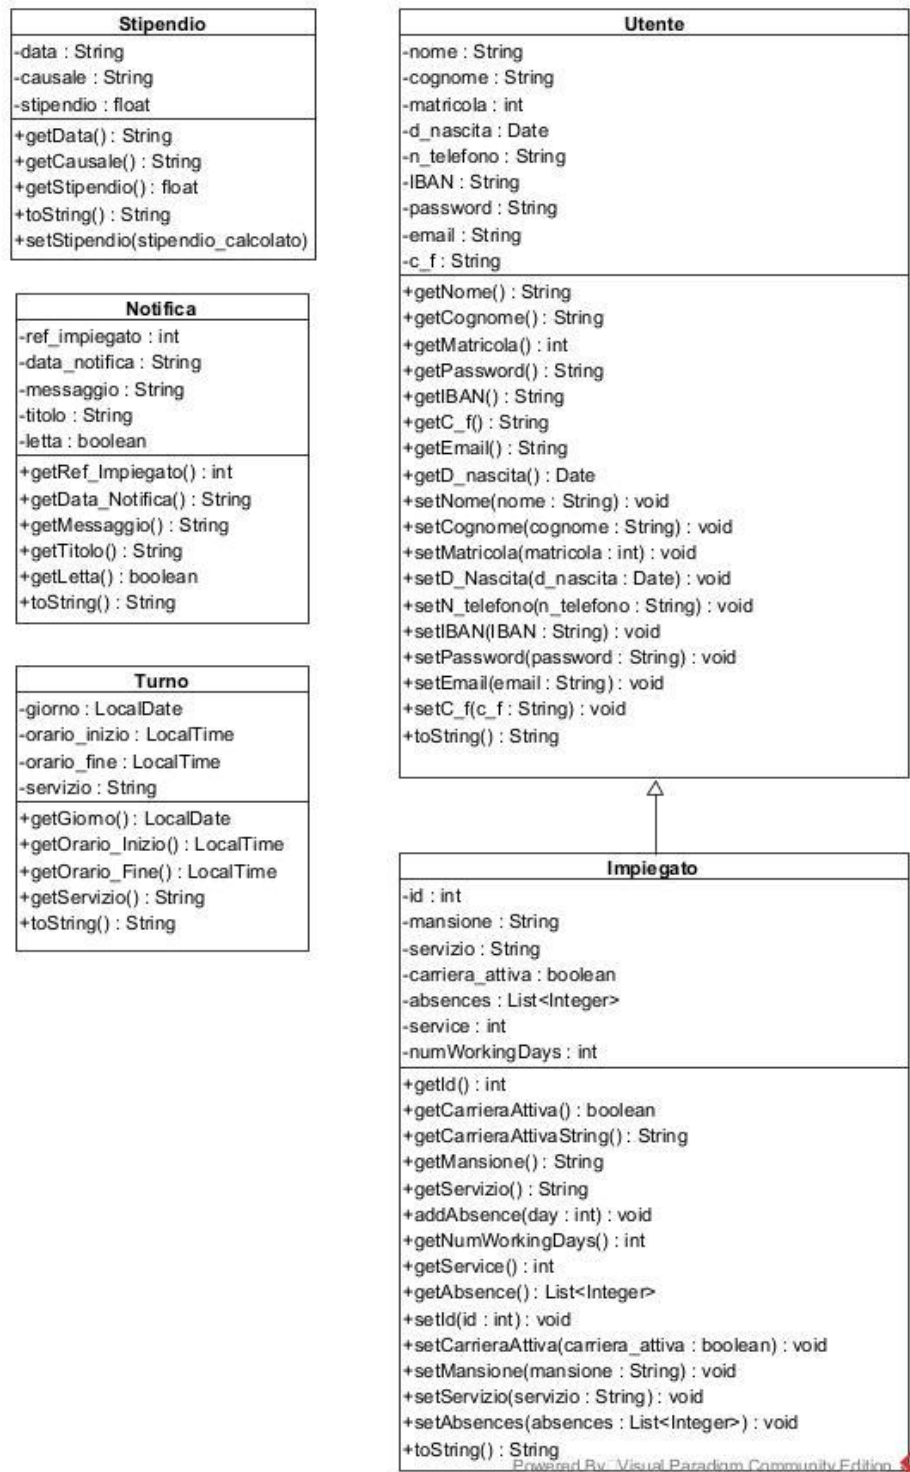 Stipendio
-data : String
-causale : String
-stipendio : float
+getData() : String
+getCausale() : String
+getStipendio() : float
+toString() : String
+setStipendio(stipendio_calcolato)
Notifica
-ref_impiegato : int
-data_notifica : String
-messaggio : String
-titolo : String
-letta : boolean
+getRef_Impiegato() : int
+getData_Notifica() : String
+getMessaggio() : String
+getTitolo() : String
+getLetta() : boolean
+toString() : String
Turno
-giorno : LocalDate
-orario_inizio : LocalTime
-orario_fine : LocalTime
-servizio : String
+getGiorno() : LocalDate
+getOrario_Inizio() : LocalTime
+getOrario_Fine() : LocalTime
+getServizio() : String
+toString() : String
Utente
-nome : String
-cognome : String
-matricola : int
-d_nascita : Date
-n_telefono : String
-IBAN : String
-password : String
-email : String
-c_f : String
+getNome() : String
+getCognome() : String
+getMatricola() : int
+getPassword() : String
+getIBAN() : String
+getC_f() : String
+getEmail() : String
+getD_nascita() : Date
+setNome(nome : String) : void
+setCognome(cognome : String) : void
+setMatricola(matricola : int) : void
+setD_Nascita(d_nascita : Date) : void
+setN_telefono(n_telefono : String) : void
+setIBAN(IBAN : String) : void
+setPassword(password : String) : void
+setEmail(email : String) : void
+setC_f(c_f : String) : void
+toString() : String
Impiegato
-id : int
-mansione : String
-servizio : String
-carriera_attiva : boolean
-absences : List<Integer>
-service : int
-numWorkingDays : int
+getId() : int
+getCarrieraAttiva() : boolean
+getCarrieraAttivaString() : String
+getMansione() : String
+getServizio() : String
+addAbsence(day : int) : void
+getNumWorkingDays() : int
+getService() : int
+getAbsence() : List<Integer>
+setId(id : int) : void
+setCarrieraAttiva(carriera_attiva : boolean) : void
+setMansione(mansione : String) : void
+setServizio(servizio : String) : void
+setAbsences(absences : List<Integer>) : void
+toString() : String
Powered By Visual Paradigm Community Edition